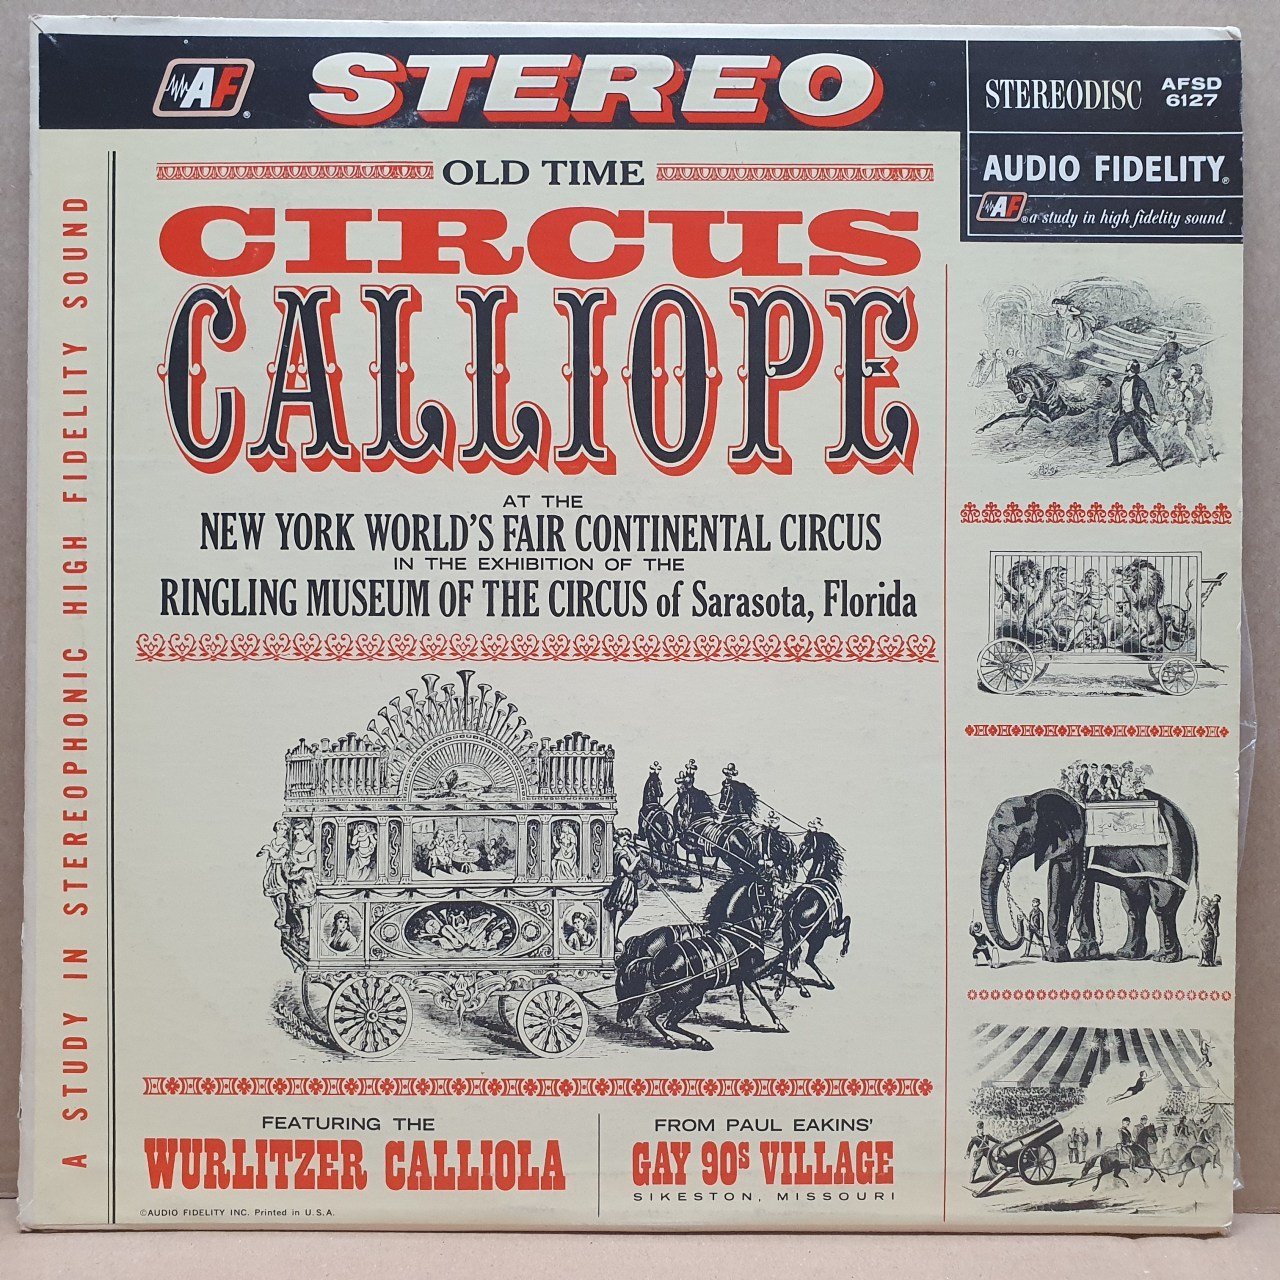 AF®
STEREO
STEREODISC
AFSD
6127
AUDIO FIDELITY®
AF® a study in high fidelity sound
A STUDY IN STEREOPHONIC HIGH FIDELITY SOUND
OLD TIME
CIRCUS
CALLIOPE
AT THE
NEW YORK WORLD'S FAIR CONTINENTAL CIRCUS
IN THE EXHIBITION OF THE
RINGLING MUSEUM OF THE CIRCUS of Sarasota, Florida
FEATURING THE
WURLITZER CALLIOLA
FROM PAUL EAKINS'
GAY 90s VILLAGE
SIKESTON, MISSOURI
©AUDIO FIDELITY INC. Printed in U.S.A.